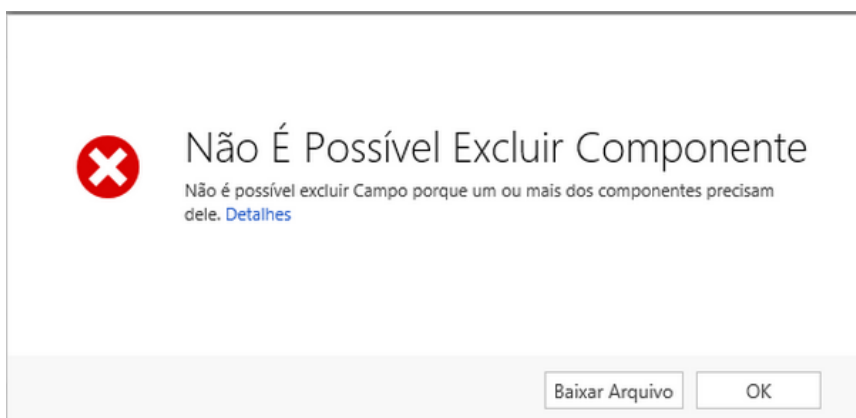 Não É Possível Excluir Componente
Não é possível excluir Campo porque um ou mais dos componentes precisam
dele. Detalhes
Baixar Arquivo
OK